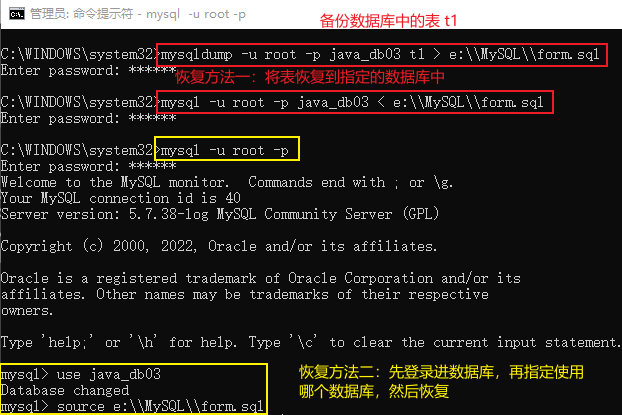 管理员: 命令提示符 - mysql  -u root -p
备份数据库中的表 t1
C:\WINDOWS\system32>mysqldump -u root -p java_db03 t1 > e:\\MySQL\\form.sql
Enter password: ******
恢复方法一：将表恢复到指定的数据库中
C:\WINDOWS\system32>mysql -u root -p java_db03 < e:\\MySQL\\form.sql
Enter password: ******
C:\WINDOWS\system32>mysql -u root -p
Enter password: ******
Welcome to the MySQL monitor.  Commands end with ; or \g.
Your MySQL connection id is 40
Server version: 5.7.38-log MySQL Community Server (GPL)
Copyright (c) 2000, 2022, Oracle and/or its affiliates.
Oracle is a registered trademark of Oracle Corporation and/or its
affiliates. Other names may be trademarks of their respective
owners.
Type 'help;' or '\h' for help. Type '\c' to clear the current input statement.
mysql> use java_db03
Database changed
mysql> source e:\\MySQL\\form.sql
恢复方法二：先登录进数据库，再指定使用
哪个数据库，然后恢复